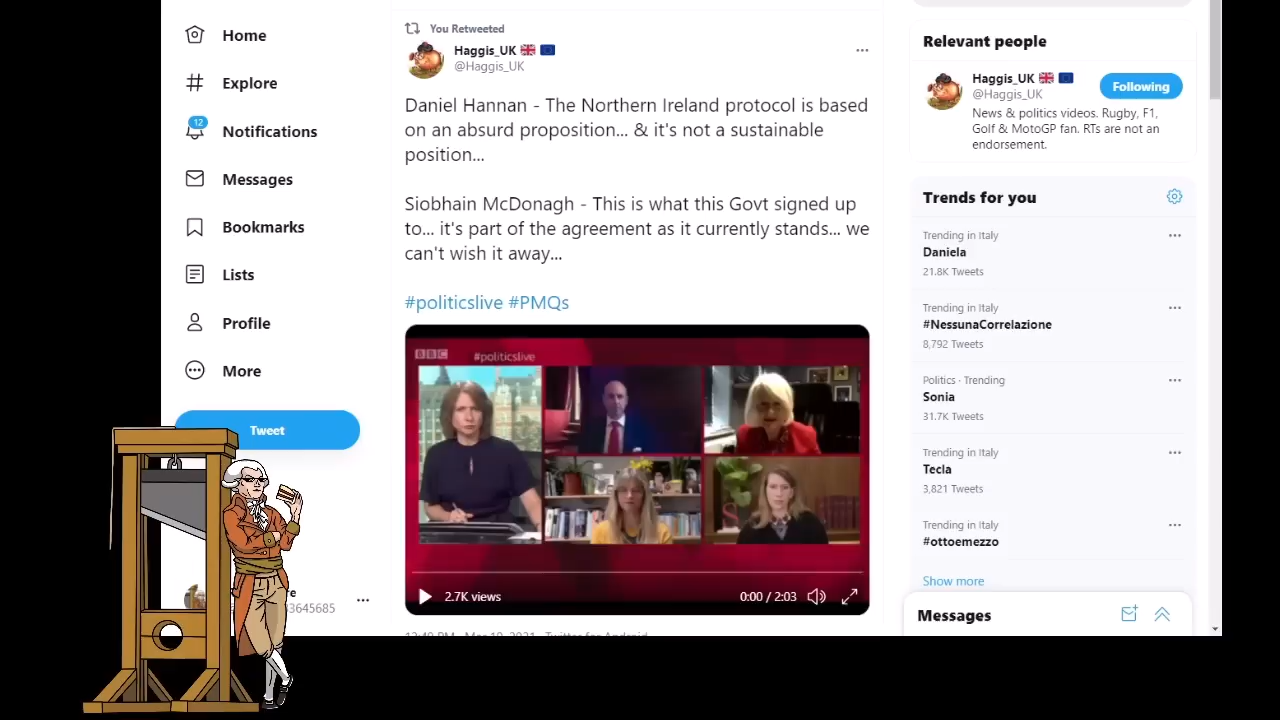 Home
Explore
12
Notifications
Messages
Bookmarks
Lists
Profile
More
Tweet
3645685
You Retweeted
Haggis_UK
@Haggis_UK
Daniel Hannan - The Northern Ireland protocol is based
on an absurd proposition... & it's not a sustainable
position...
Siobhain McDonagh - This is what this Govt signed up
to... it's part of the agreement as it currently stands... we
can't wish it away...
#politicslive #PMQs
BBC #politicslive
2.7K views
0:00 / 2:03
Relevant people
Haggis_UK
@Haggis_UK
Following
News & politics videos. Rugby, F1,
Golf & MotoGP fan. RTs are not an
endorsement.
Trends for you
Trending in Italy
Daniela
21.8K Tweets
Trending in Italy
#NessunaCorrelazione
8,792 Tweets
Politics · Trending
Sonia
31.7K Tweets
Trending in Italy
Tecla
3,821 Tweets
Trending in Italy
#ottoemezzo
Show more
Messages